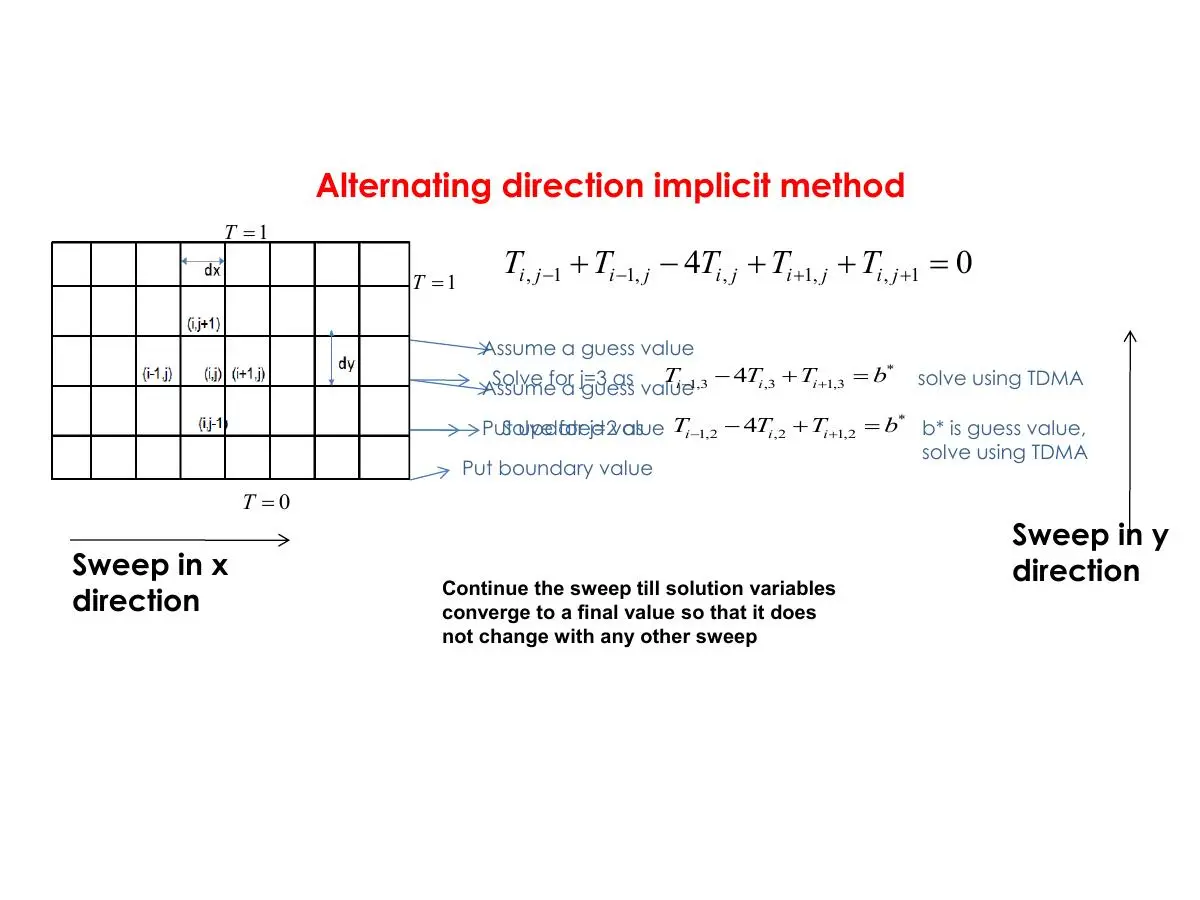 Alternating direction implicit method
T = 1
T_{i,j-1} + T_{i-1,j} - 4T_{i,j} + T_{i+1,j} + T_{i,j+1} = 0
dx
T = 1
(i,j+1)
Assume a guess value
dy
(i-1,j) (i,j) (i+1,j)
Solve for j=3 as T_{i-1,3} - 4T_{i,3} + T_{i+1,3} = b^* solve using TDMA
Assume a guess value
(i,j-1)
Put updated value
Solve for j=2 as T_{i-1,2} - 4T_{i,2} + T_{i+1,2} = b^* b* is guess value,
solve using TDMA
Put boundary value
T = 0
Sweep in x
direction
Sweep in y
direction
Continue the sweep till solution variables
converge to a final value so that it does
not change with any other sweep